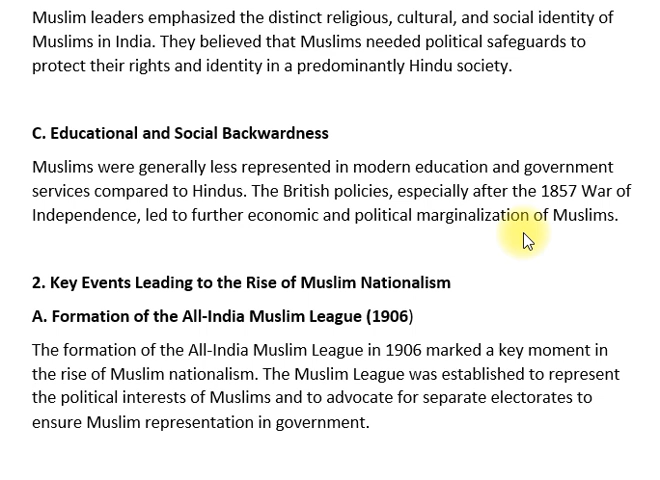 Muslim leaders emphasized the distinct religious, cultural, and social identity of
Muslims in India. They believed that Muslims needed political safeguards to
protect their rights and identity in a predominantly Hindu society.
C. Educational and Social Backwardness
Muslims were generally less represented in modern education and government
services compared to Hindus. The British policies, especially after the 1857 War of
Independence, led to further economic and political marginalization of Muslims.
2. Key Events Leading to the Rise of Muslim Nationalism
A. Formation of the All-India Muslim League (1906)
The formation of the All-India Muslim League in 1906 marked a key moment in
the rise of Muslim nationalism. The Muslim League was established to represent
the political interests of Muslims and to advocate for separate electorates to
ensure Muslim representation in government.